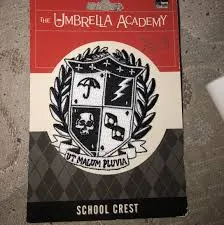 THE UMBRELLA ACADEMY
UT MALUM PLUVIA
SCHOOL CREST